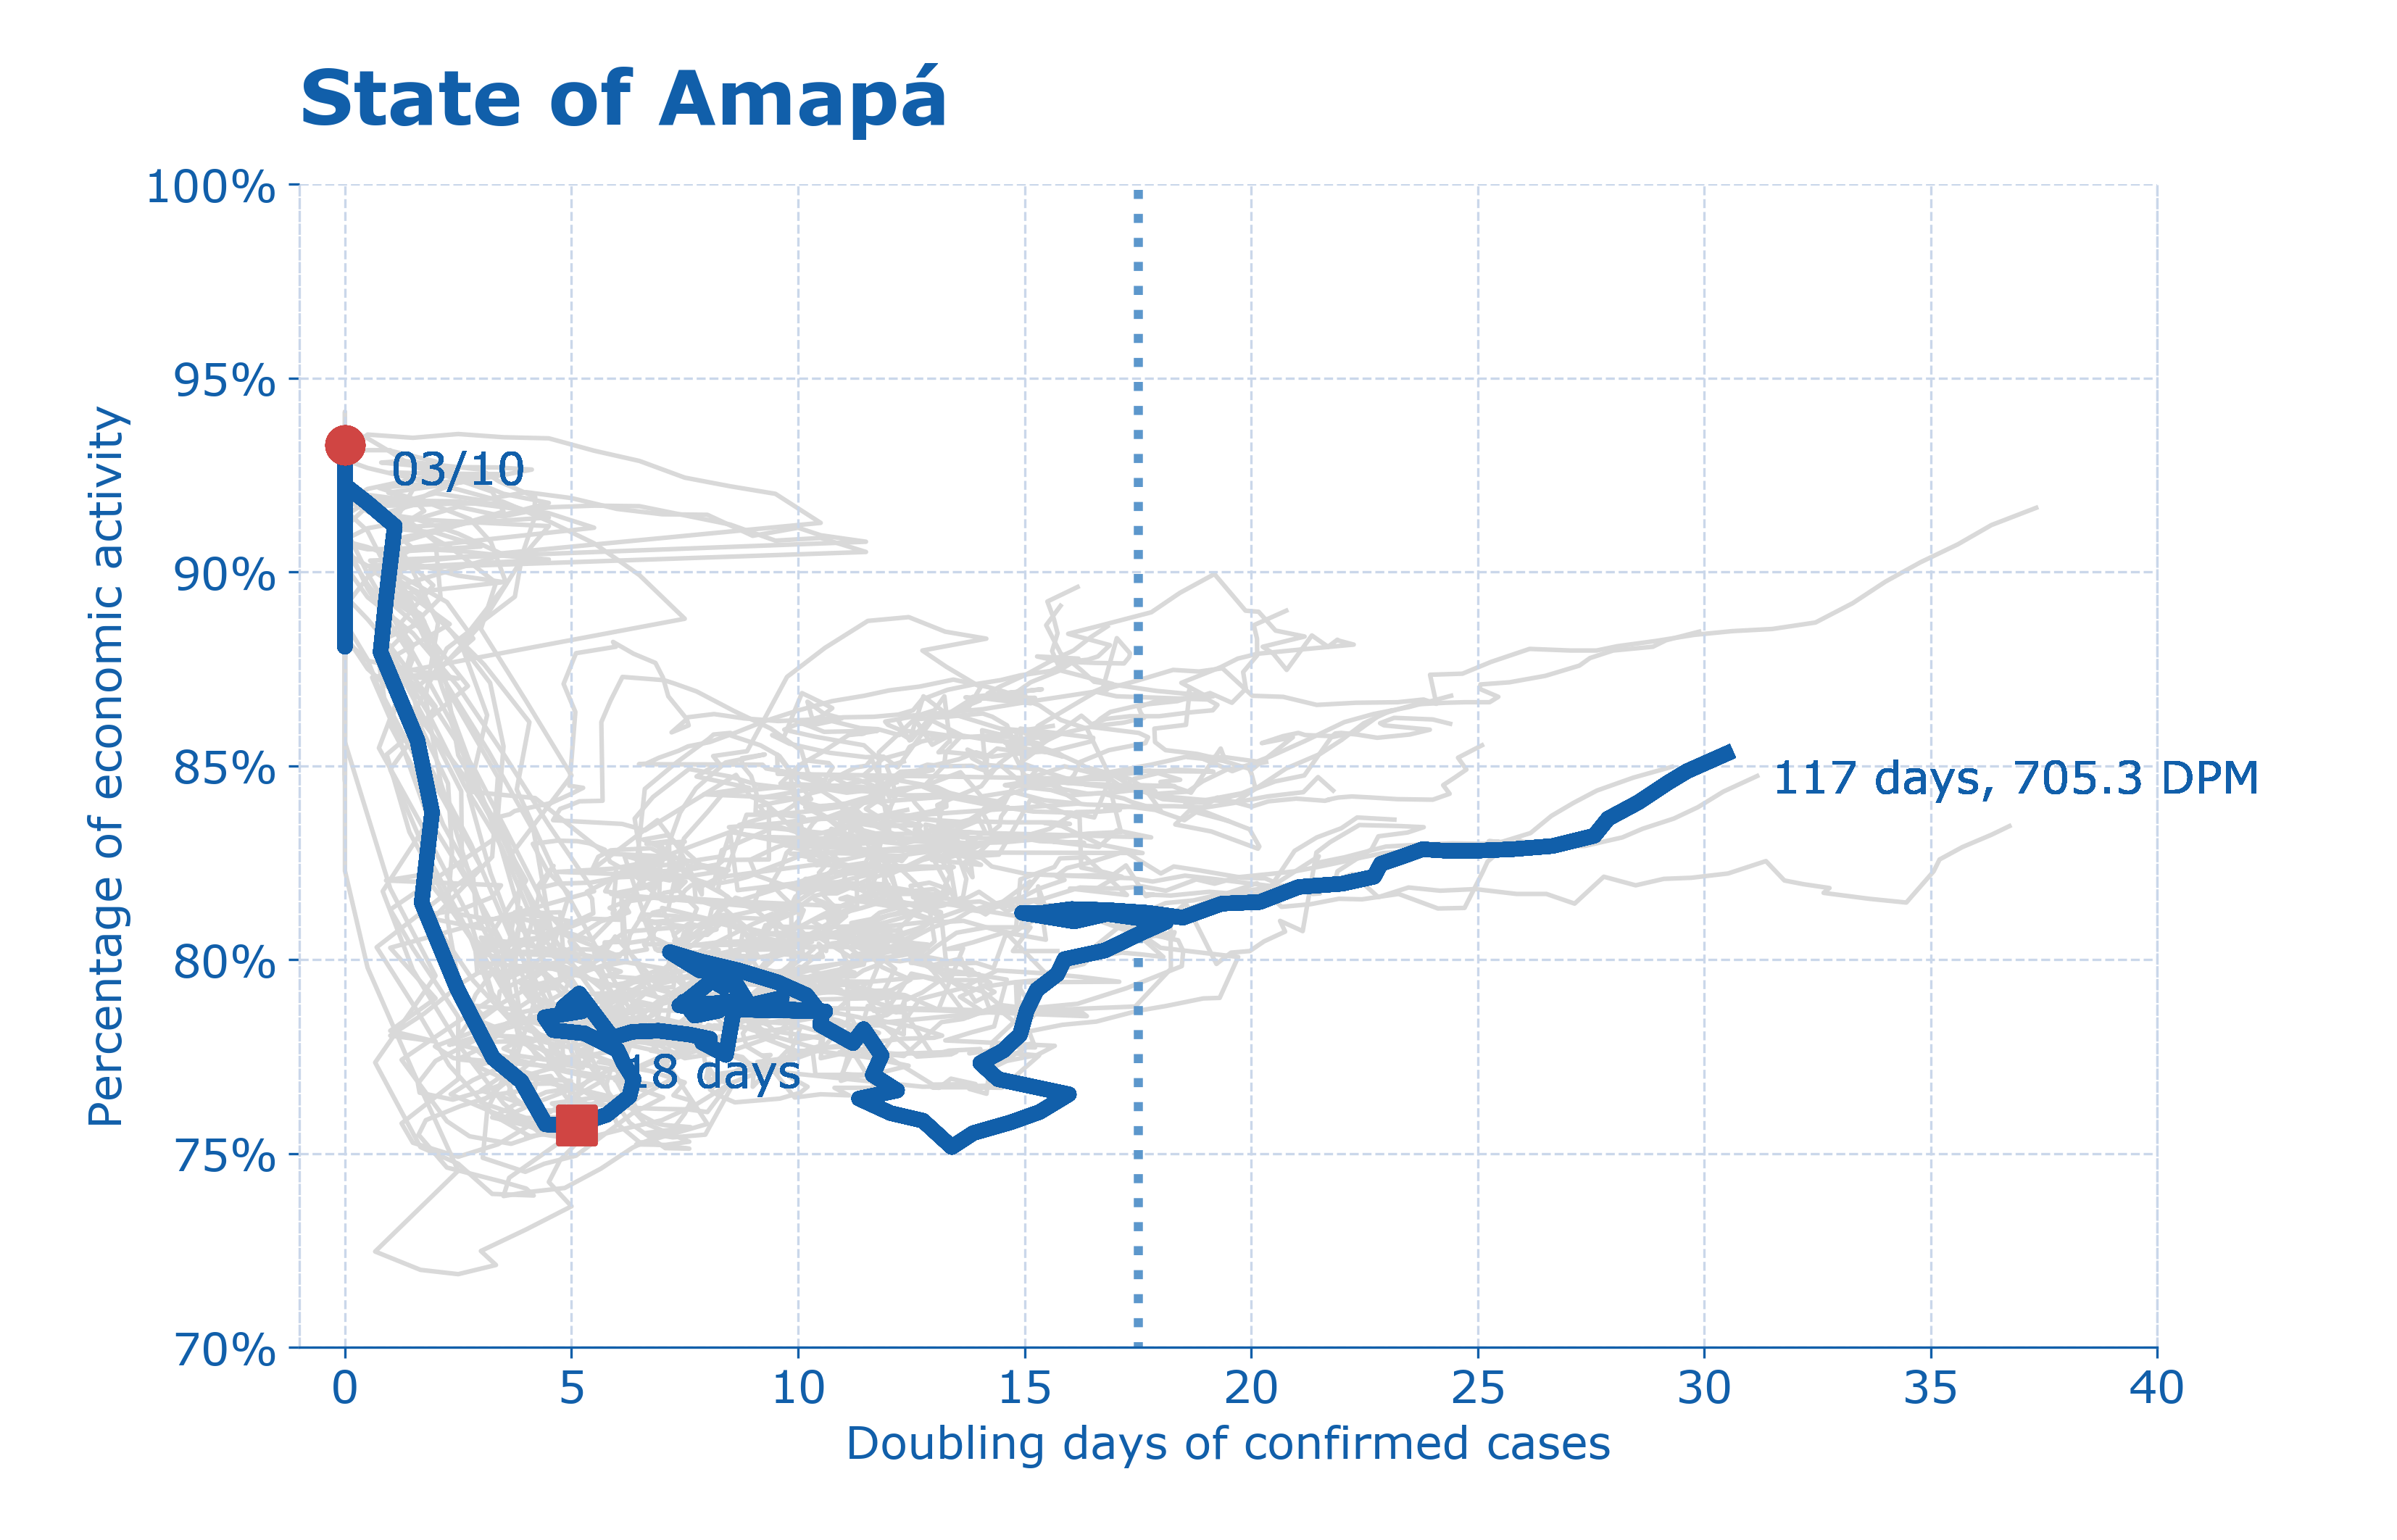 State of Amapá
100%
95%
90%
85%
80%
75%
70%
Percentage of economic activity
03/10
117 days, 705.3 DPM
18 days
0 5 10 15 20 25 30 35 40
Doubling days of confirmed cases